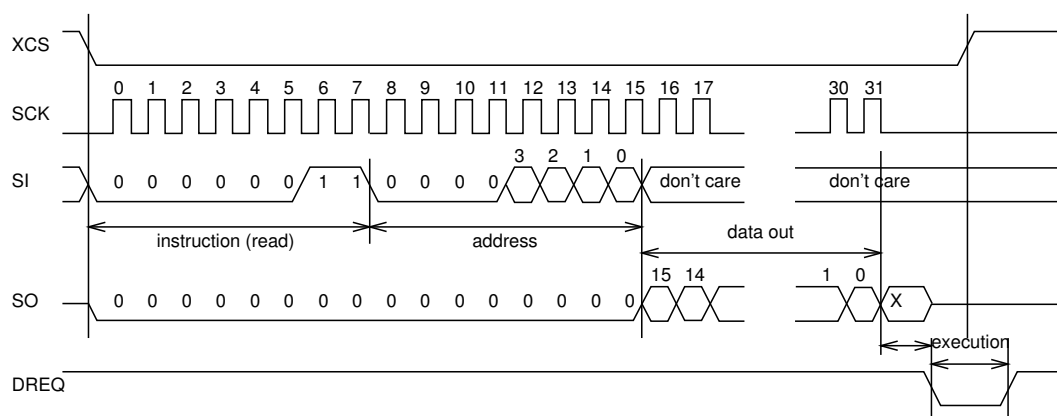 XCS
0 1 2 3 4 5 6 7 8 9 10 11 12 13 14 15 16 17 30 31
SCK
3 2 1 0
SI 0 0 0 0 0 0 1 1 0 0 0 0 don't care don't care
instruction (read) address data out
15 14 1 0
SO 0 0 0 0 0 0 0 0 0 0 0 0 0 0 0 0 X
execution
DREQ